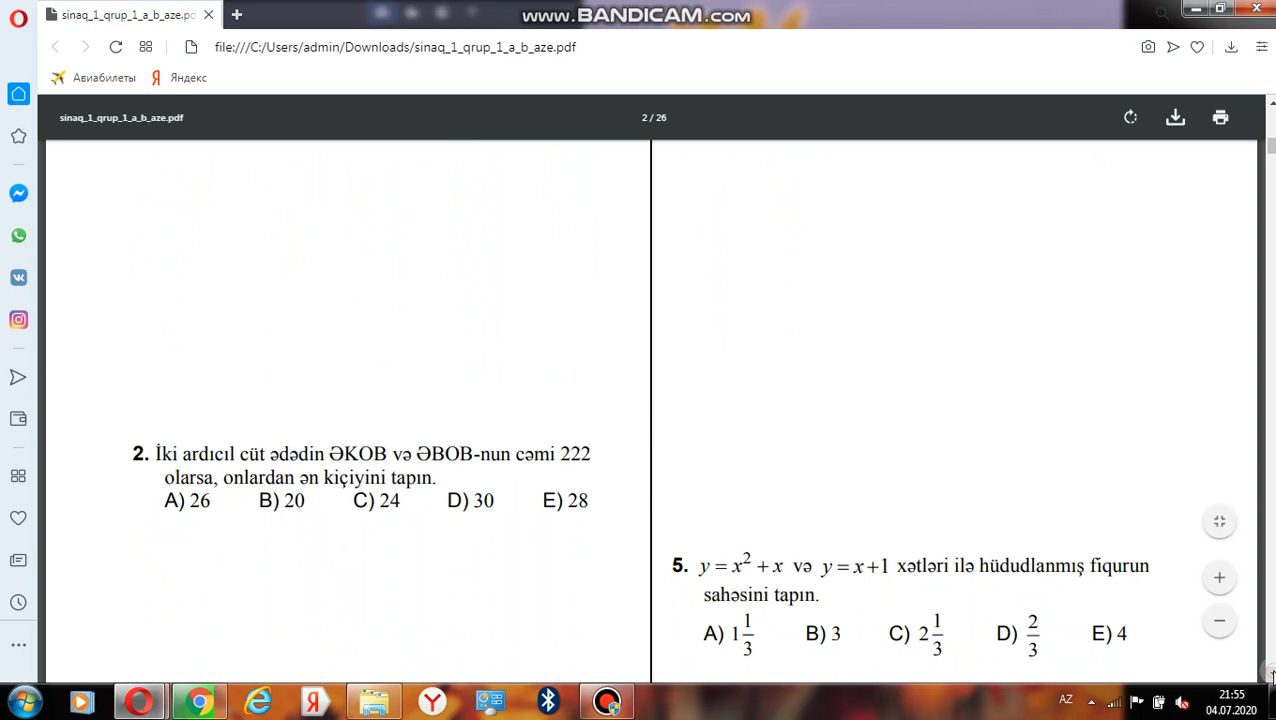 sinaq_1_qrup_1_a_b_aze.pd
www.BANDICAM.com
file:///C:/Users/admin/Downloads/sinaq_1_qrup_1_a_b_aze.pdf
Авиабилеты
Яндекс
sinaq_1_qrup_1_a_b_aze.pdf
2 / 26
2. İki ardıcıl cüt ədədin ƏKOB və ƏBOB-nun cəmi 222
olarsa, onlardan ən kiçiyini tapın.
A) 26 B) 20 C) 24 D) 30 E) 28
5. y = x² + x və y = x+1 xətləri ilə hüdudlanmış fiqurun
sahəsini tapın.
A) 1 1/3 B) 3 C) 2 1/3 D) 2/3 E) 4
AZ
21:55
04.07.2020